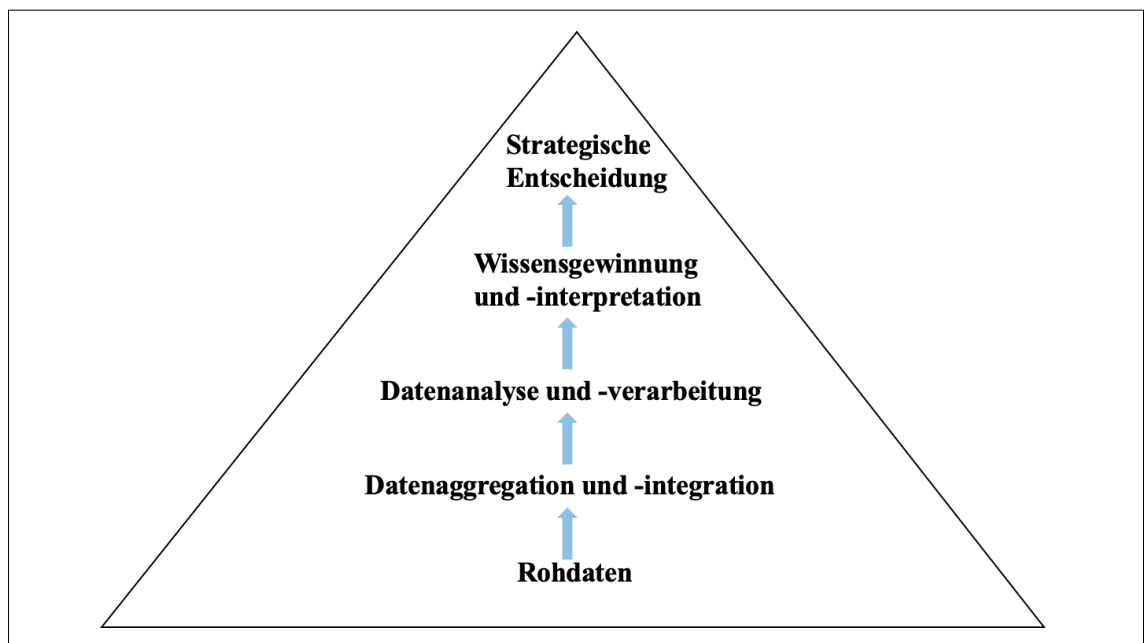 Strategische
Entscheidung
Wissensgewinnung
und -interpretation
Datenanalyse und -verarbeitung
Datenaggregation und -integration
Rohdaten